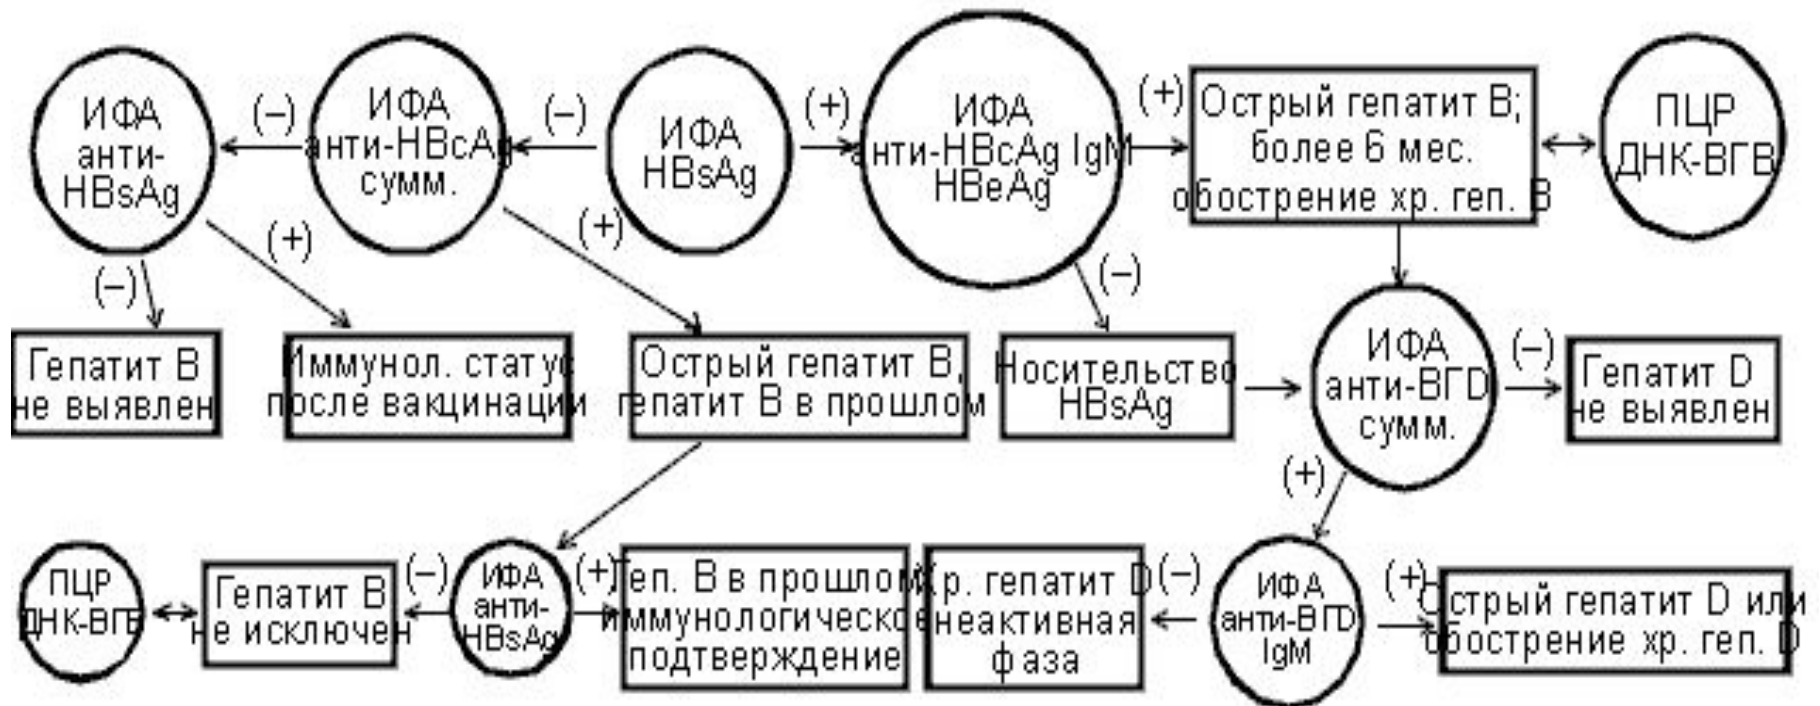 ИФА
анти-
HBsAg
(–)
ИФА
анти-HBcAg
сумм.
(–)
ИФА
HBsAg
(+)
ИФА
анти-HBcAg IgM
HBeAg
(+)
Острый гепатит В;
более 6 мес.
обострение хр. геп. В
ПЦР
ДНК-ВГВ
(–)
(+)
(+)
(–)
Гепатит В
не выявлен
Иммунол. статус
после вакцинации
Острый гепатит В,
гепатит В в прошлом
Носительство
HBsAg
ИФА
анти-ВГD
сумм.
(–)
Гепатит D
не выявлен
(+)
ПЦР
ДНК-ВГВ
Гепатит В
не исключен
(–)
ИФА
анти-
HBsAg
(+)
Геп. В в прошлом,
иммунологическое
подтверждение
Хр. гепатит D
неактивная
фаза
(–)
ИФА
анти-ВГD
IgM
(+)
Острый гепатит D или
обострение хр. геп. D